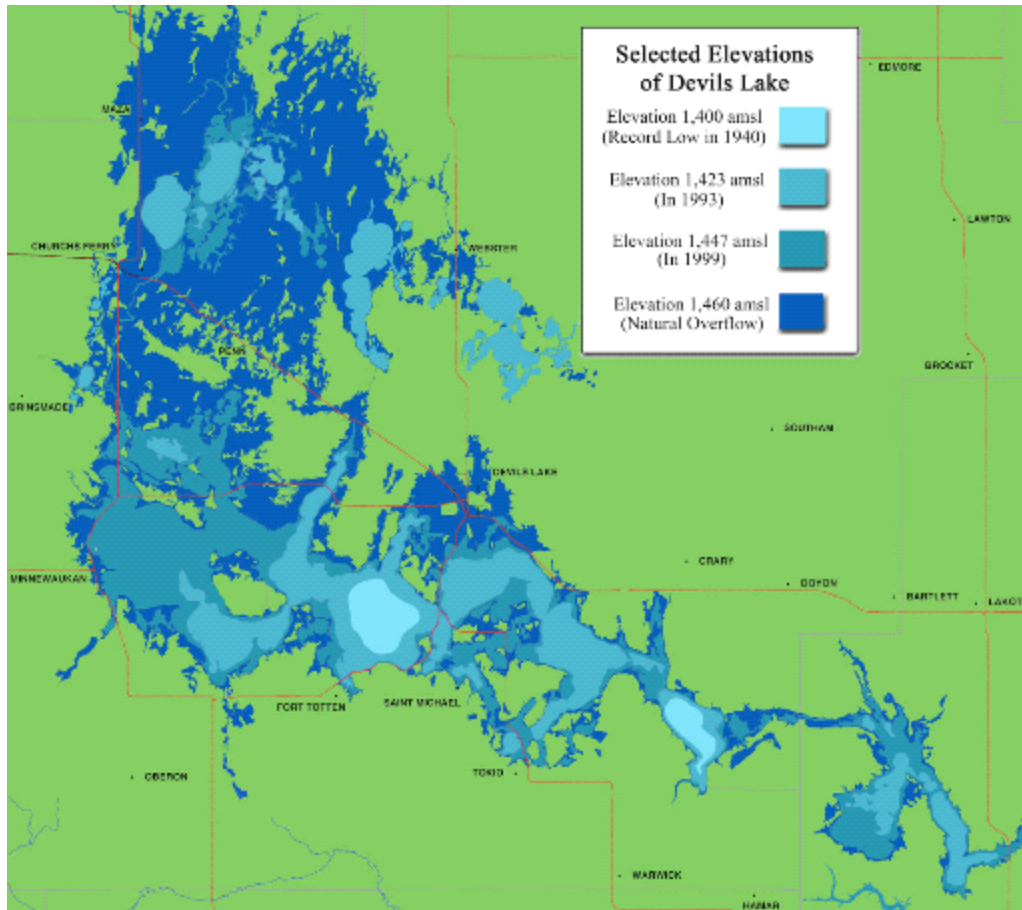 Selected Elevations
of Devils Lake
Elevation 1,400 amsl
(Record Low in 1940)
Elevation 1,423 amsl
(In 1993)
Elevation 1,447 amsl
(In 1999)
Elevation 1,460 amsl
(Natural Overflow)
EDMORE
MAZA
LAWTON
CHURCHS FERRY
WEBSTER
PENN
BROCKET
BRINSMADE
SOUTHAM
DEVILS LAKE
CRARY
MINNEWAUKAN
DOYON
BARTLETT
LAKOT
SAINT MICHAEL
FORT TOTTEN
TOKIO
OBERON
WARWICK
HAMAR